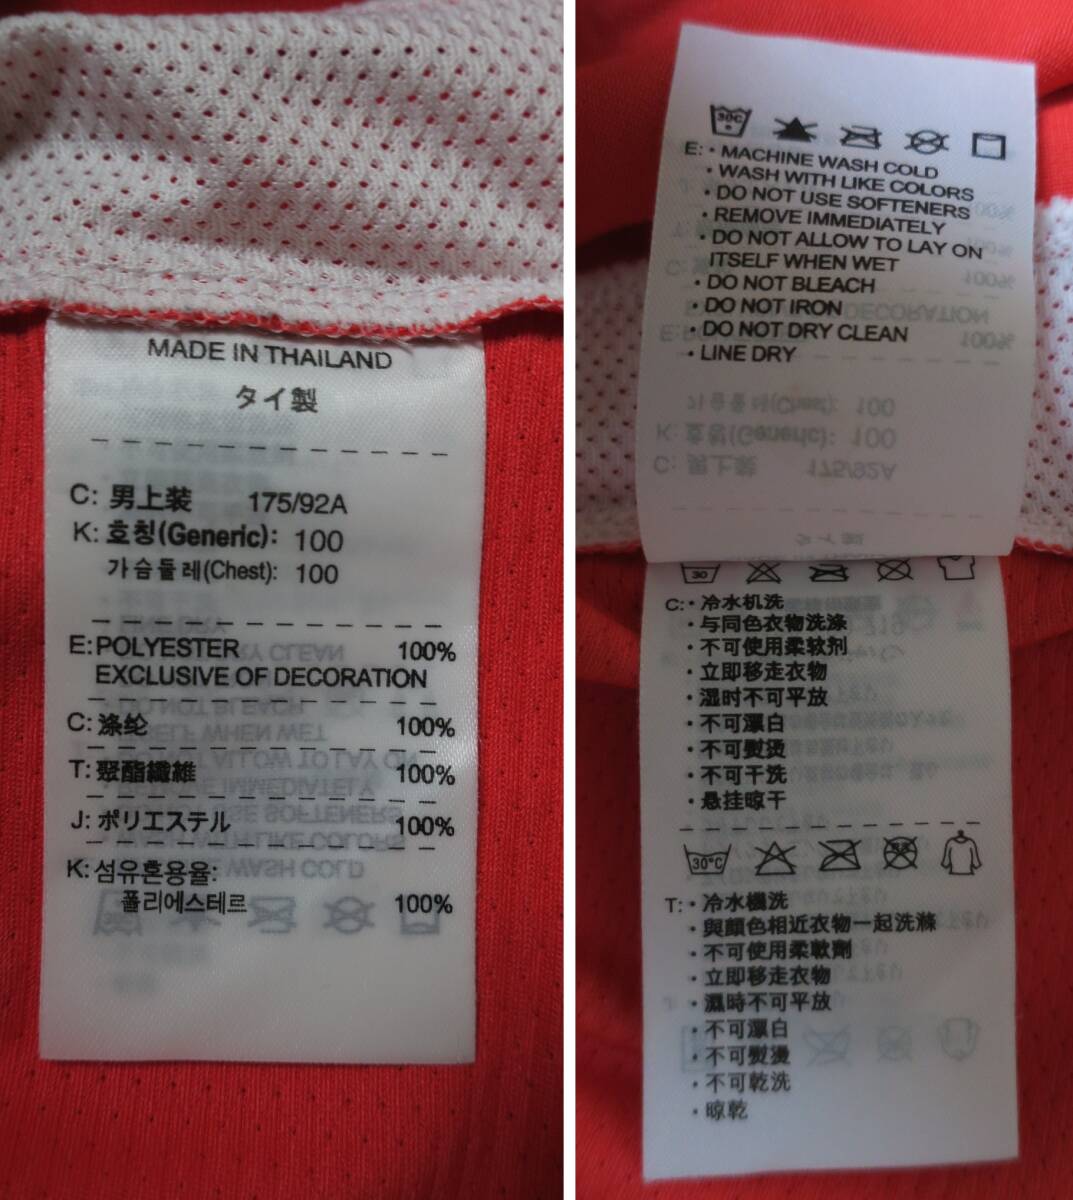 MADE IN THAILAND
タイ製
C: 男上装 175/92A
K: 호칭(Generic): 100
가슴둘레(Chest): 100
E: POLYESTER 100%
EXCLUSIVE OF DECORATION
C: 涤纶 100%
T: 聚酯纖維 100%
J: ポリエステル 100%
K: 섬유혼용율:
폴리에스테르 100%
30C
E: • MACHINE WASH COLD
• WASH WITH LIKE COLORS
• DO NOT USE SOFTENERS
• REMOVE IMMEDIATELY
• DO NOT ALLOW TO LAY ON
ITSELF WHEN WET
• DO NOT BLEACH
• DO NOT IRON
• DO NOT DRY CLEAN
• LINE DRY
30
C: • 冷水机洗
• 与同色衣物洗涤
• 不可使用柔软剂
• 立即移走衣物
• 湿时不可平放
• 不可漂白
• 不可熨烫
• 不可干洗
• 悬挂晾干
30°C
T: • 冷水機洗
• 與顏色相近衣物一起洗滌
• 不可使用柔軟劑
• 立即移走衣物
• 濕時不可平放
• 不可漂白
• 不可熨燙
• 不可乾洗
• 晾乾